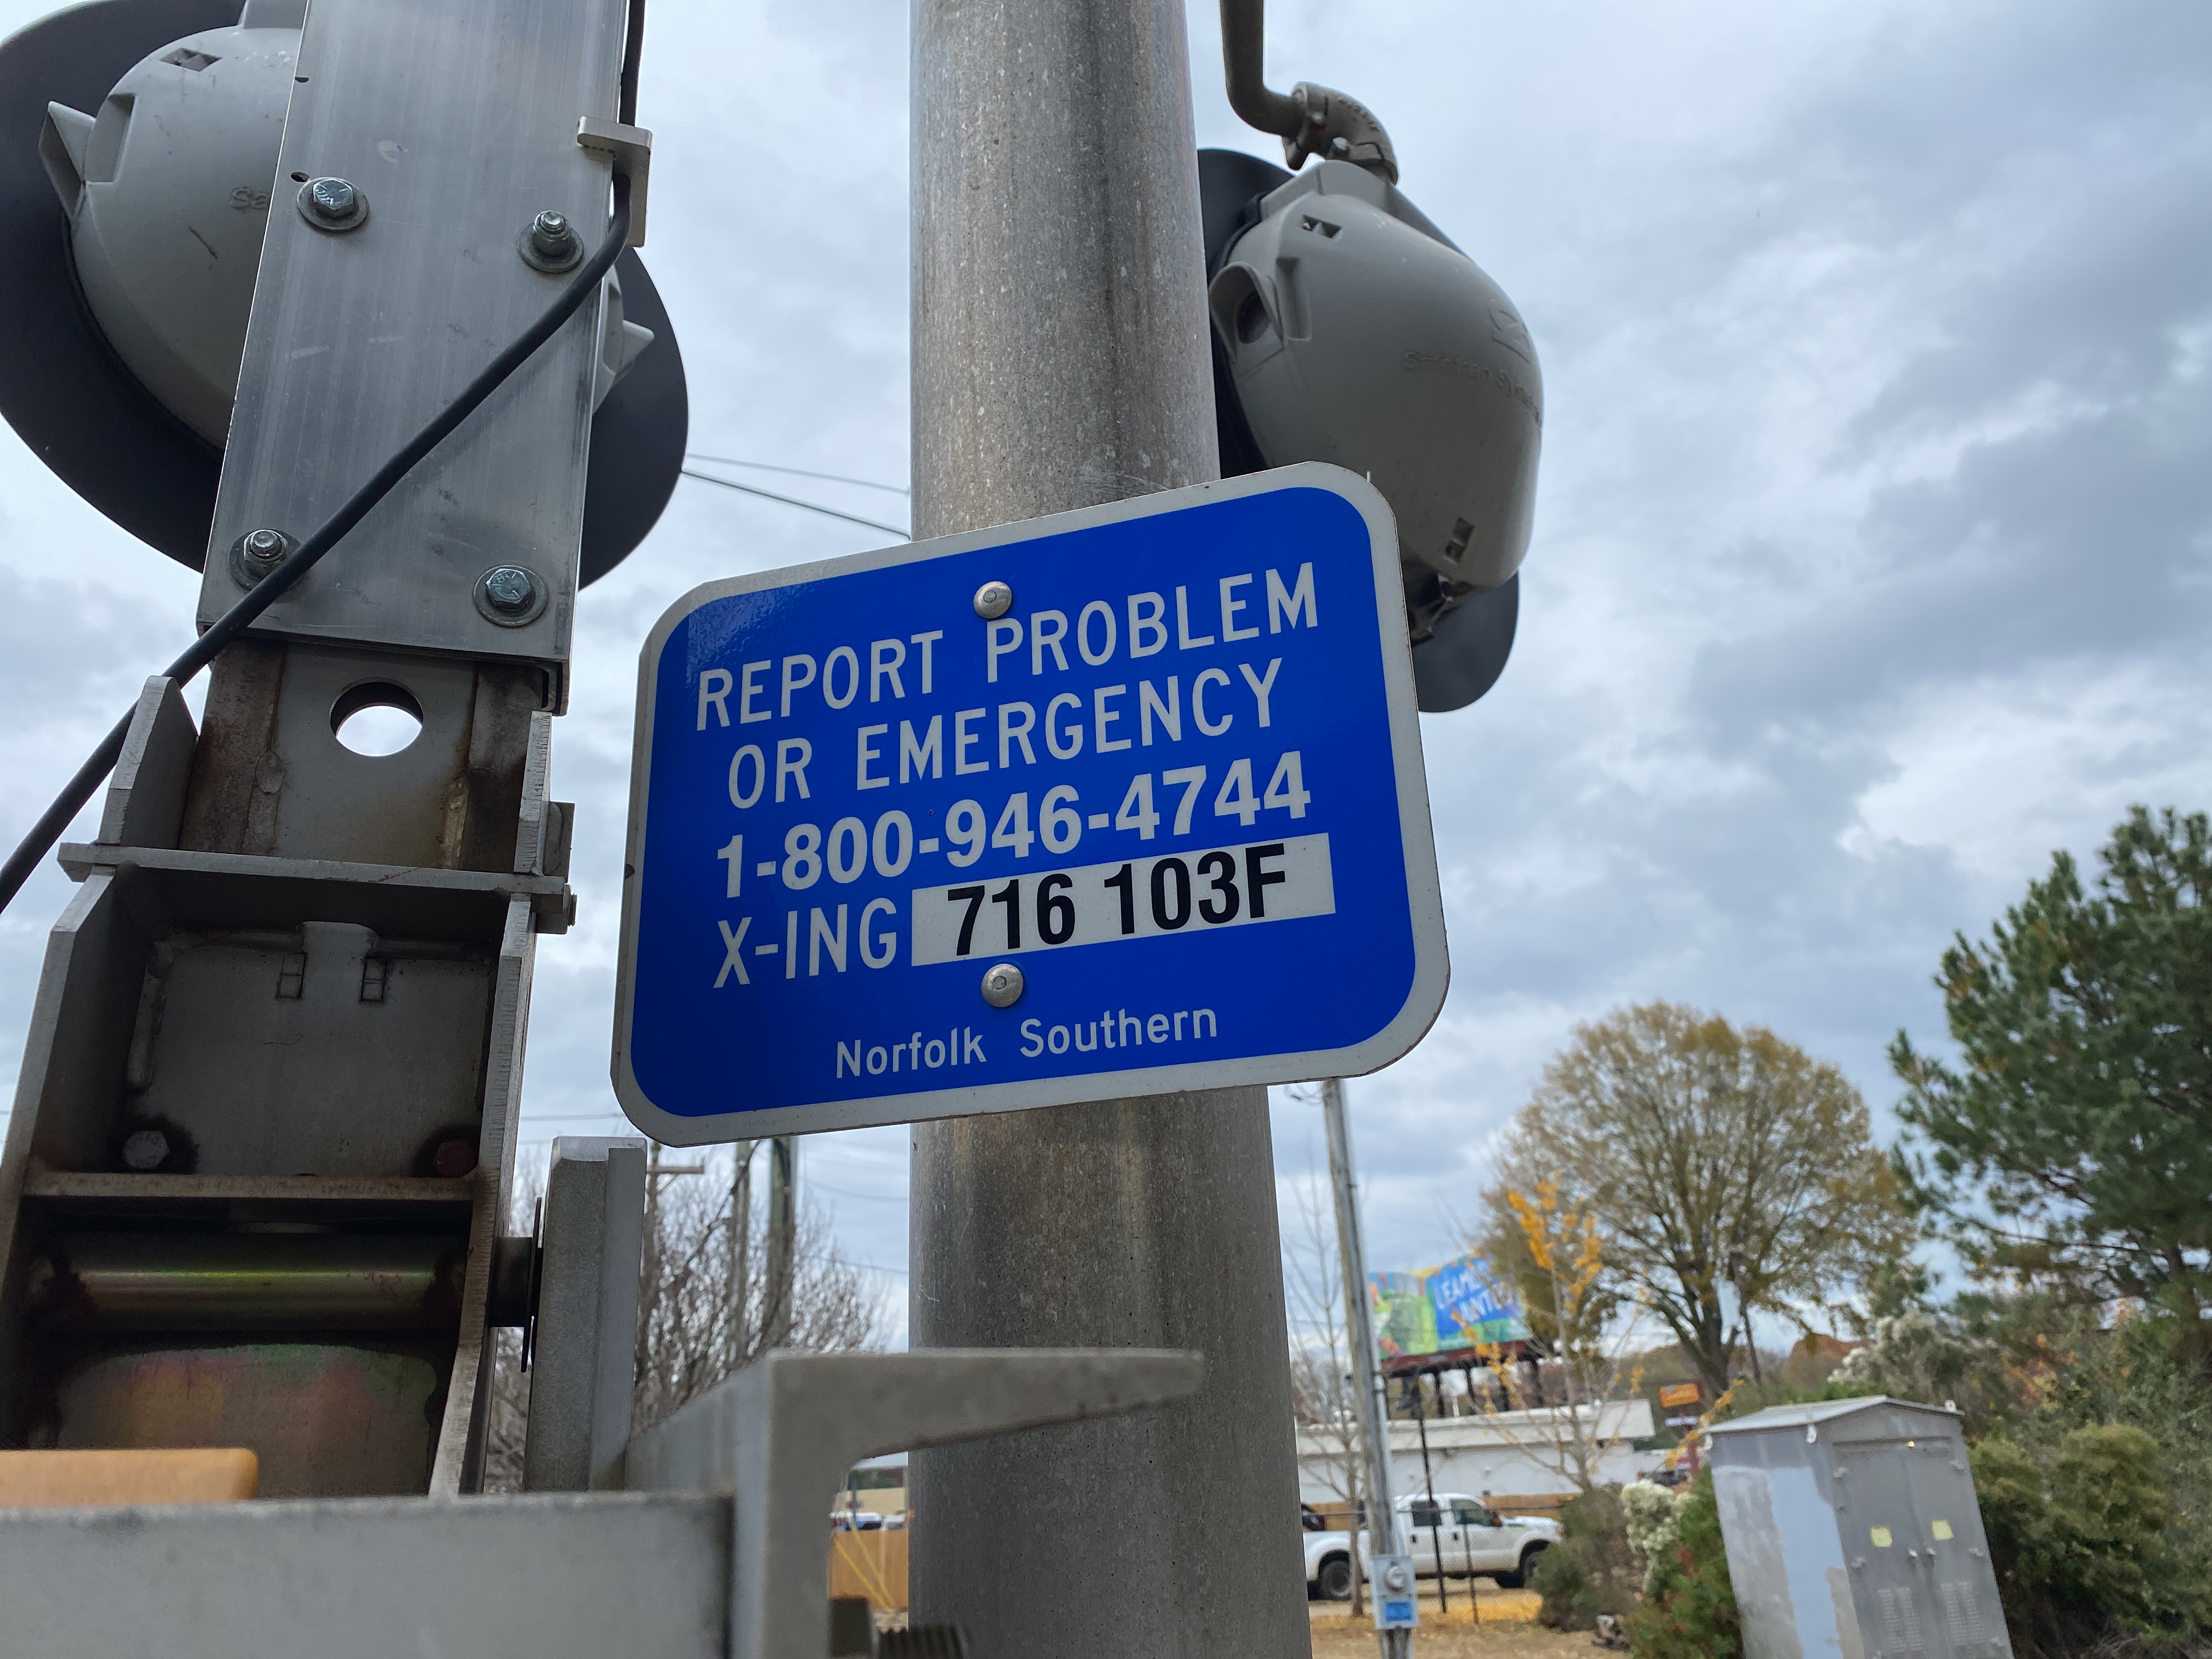 REPORT PROBLEM
OR EMERGENCY
1-800-946-4744
X-ING 716 103F
Norfolk Southern